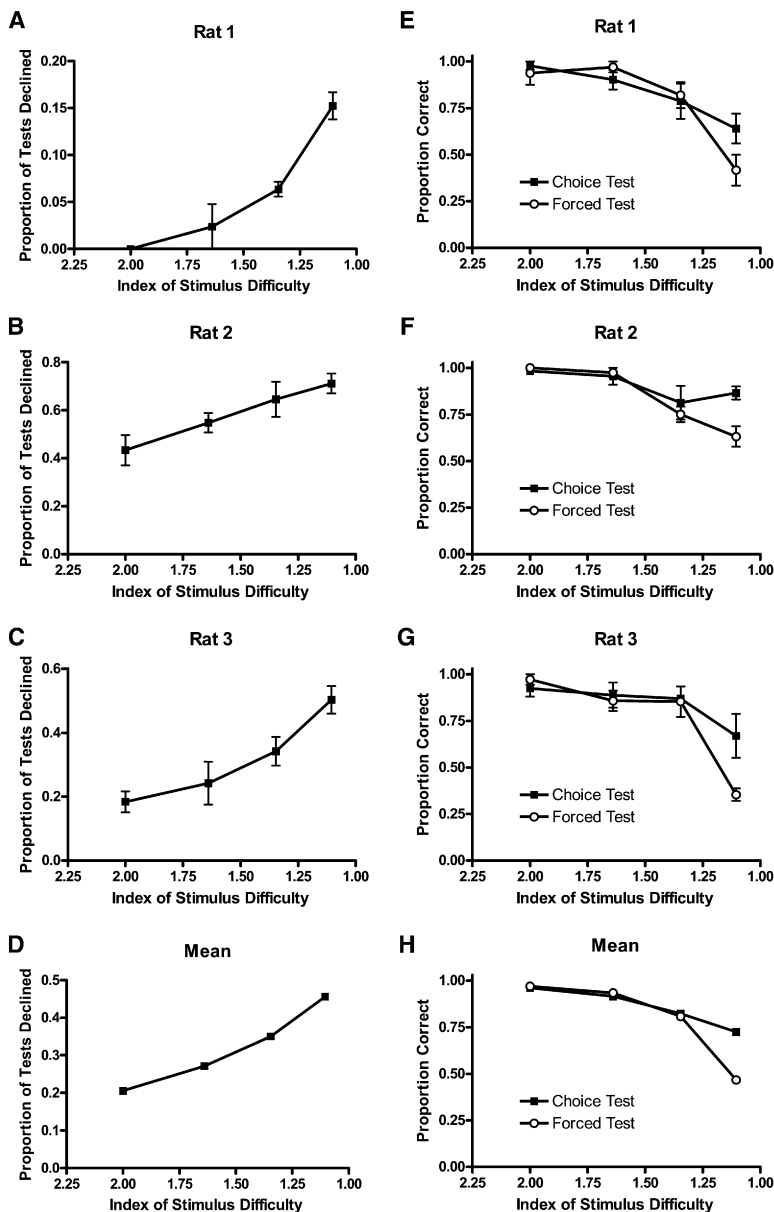 A
Rat 1
Proportion of Tests Declined
0.20
0.15
0.10
0.05
0.00
2.25 2.00 1.75 1.50 1.25 1.00
Index of Stimulus Difficulty
E
Rat 1
Proportion Correct
1.00
0.75
0.50
0.25
0.00
Choice Test
Forced Test
2.25 2.00 1.75 1.50 1.25 1.00
Index of Stimulus Difficulty
B
Rat 2
Proportion of Tests Declined
0.8
0.6
0.4
0.2
0.0
2.25 2.00 1.75 1.50 1.25 1.00
Index of Stimulus Difficulty
F
Rat 2
Proportion Correct
1.00
0.75
0.50
0.25
0.00
Choice Test
Forced Test
2.25 2.00 1.75 1.50 1.25 1.00
Index of Stimulus Difficulty
C
Rat 3
Proportion of Tests Declined
0.6
0.4
0.2
0.0
2.25 2.00 1.75 1.50 1.25 1.00
Index of Stimulus Difficulty
G
Rat 3
Proportion Correct
1.00
0.75
0.50
0.25
0.00
Choice Test
Forced Test
2.25 2.00 1.75 1.50 1.25 1.00
Index of Stimulus Difficulty
D
Mean
Proportion of Tests Declined
0.5
0.4
0.3
0.2
0.1
0.0
2.25 2.00 1.75 1.50 1.25 1.00
Index of Stimulus Difficulty
H
Mean
Proportion Correct
1.00
0.75
0.50
0.25
0.00
Choice Test
Forced Test
2.25 2.00 1.75 1.50 1.25 1.00
Index of Stimulus Difficulty